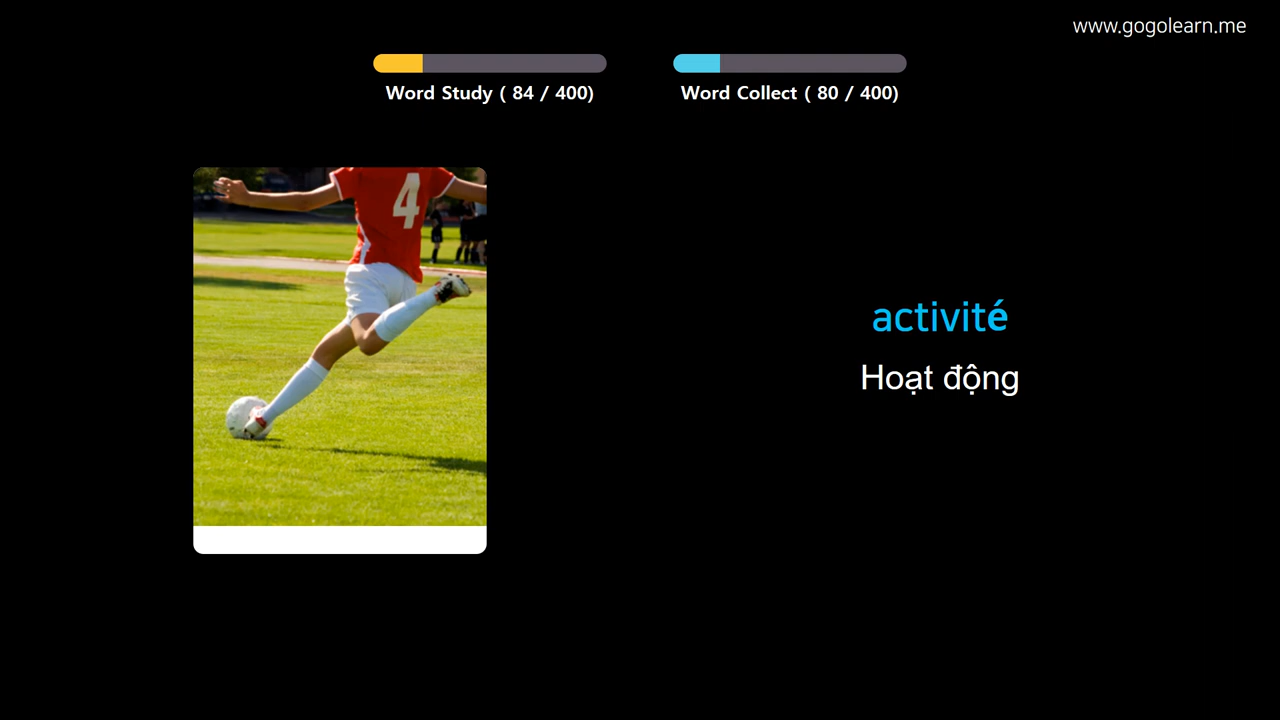 www.gogolearn.me
Word Study ( 84 / 400)
Word Collect ( 80 / 400)
4
activité
Hoạt động